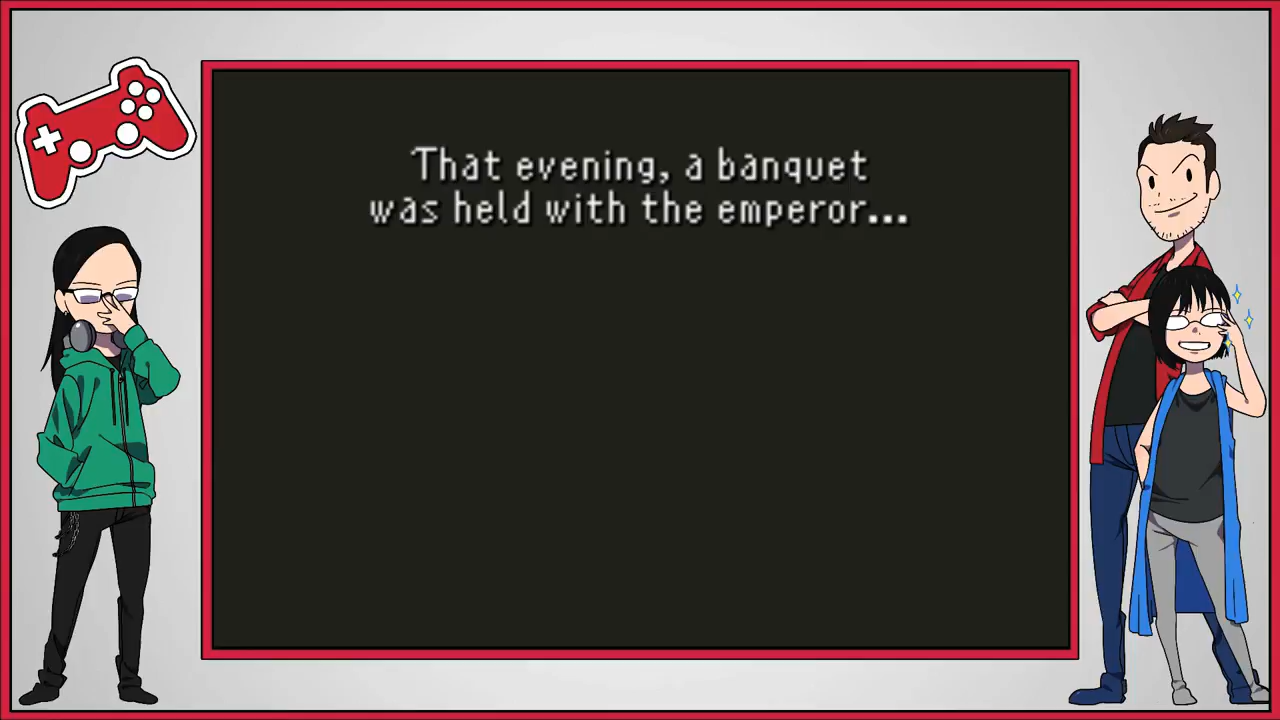 That evening, a banquet
was held with the emperor...